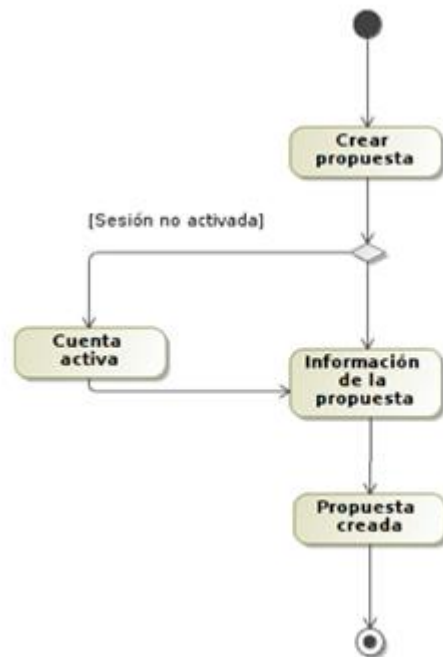 Crear
propuesta
[Sesión no activada]
Cuenta
activa
Información
de la
propuesta
Propuesta
creada